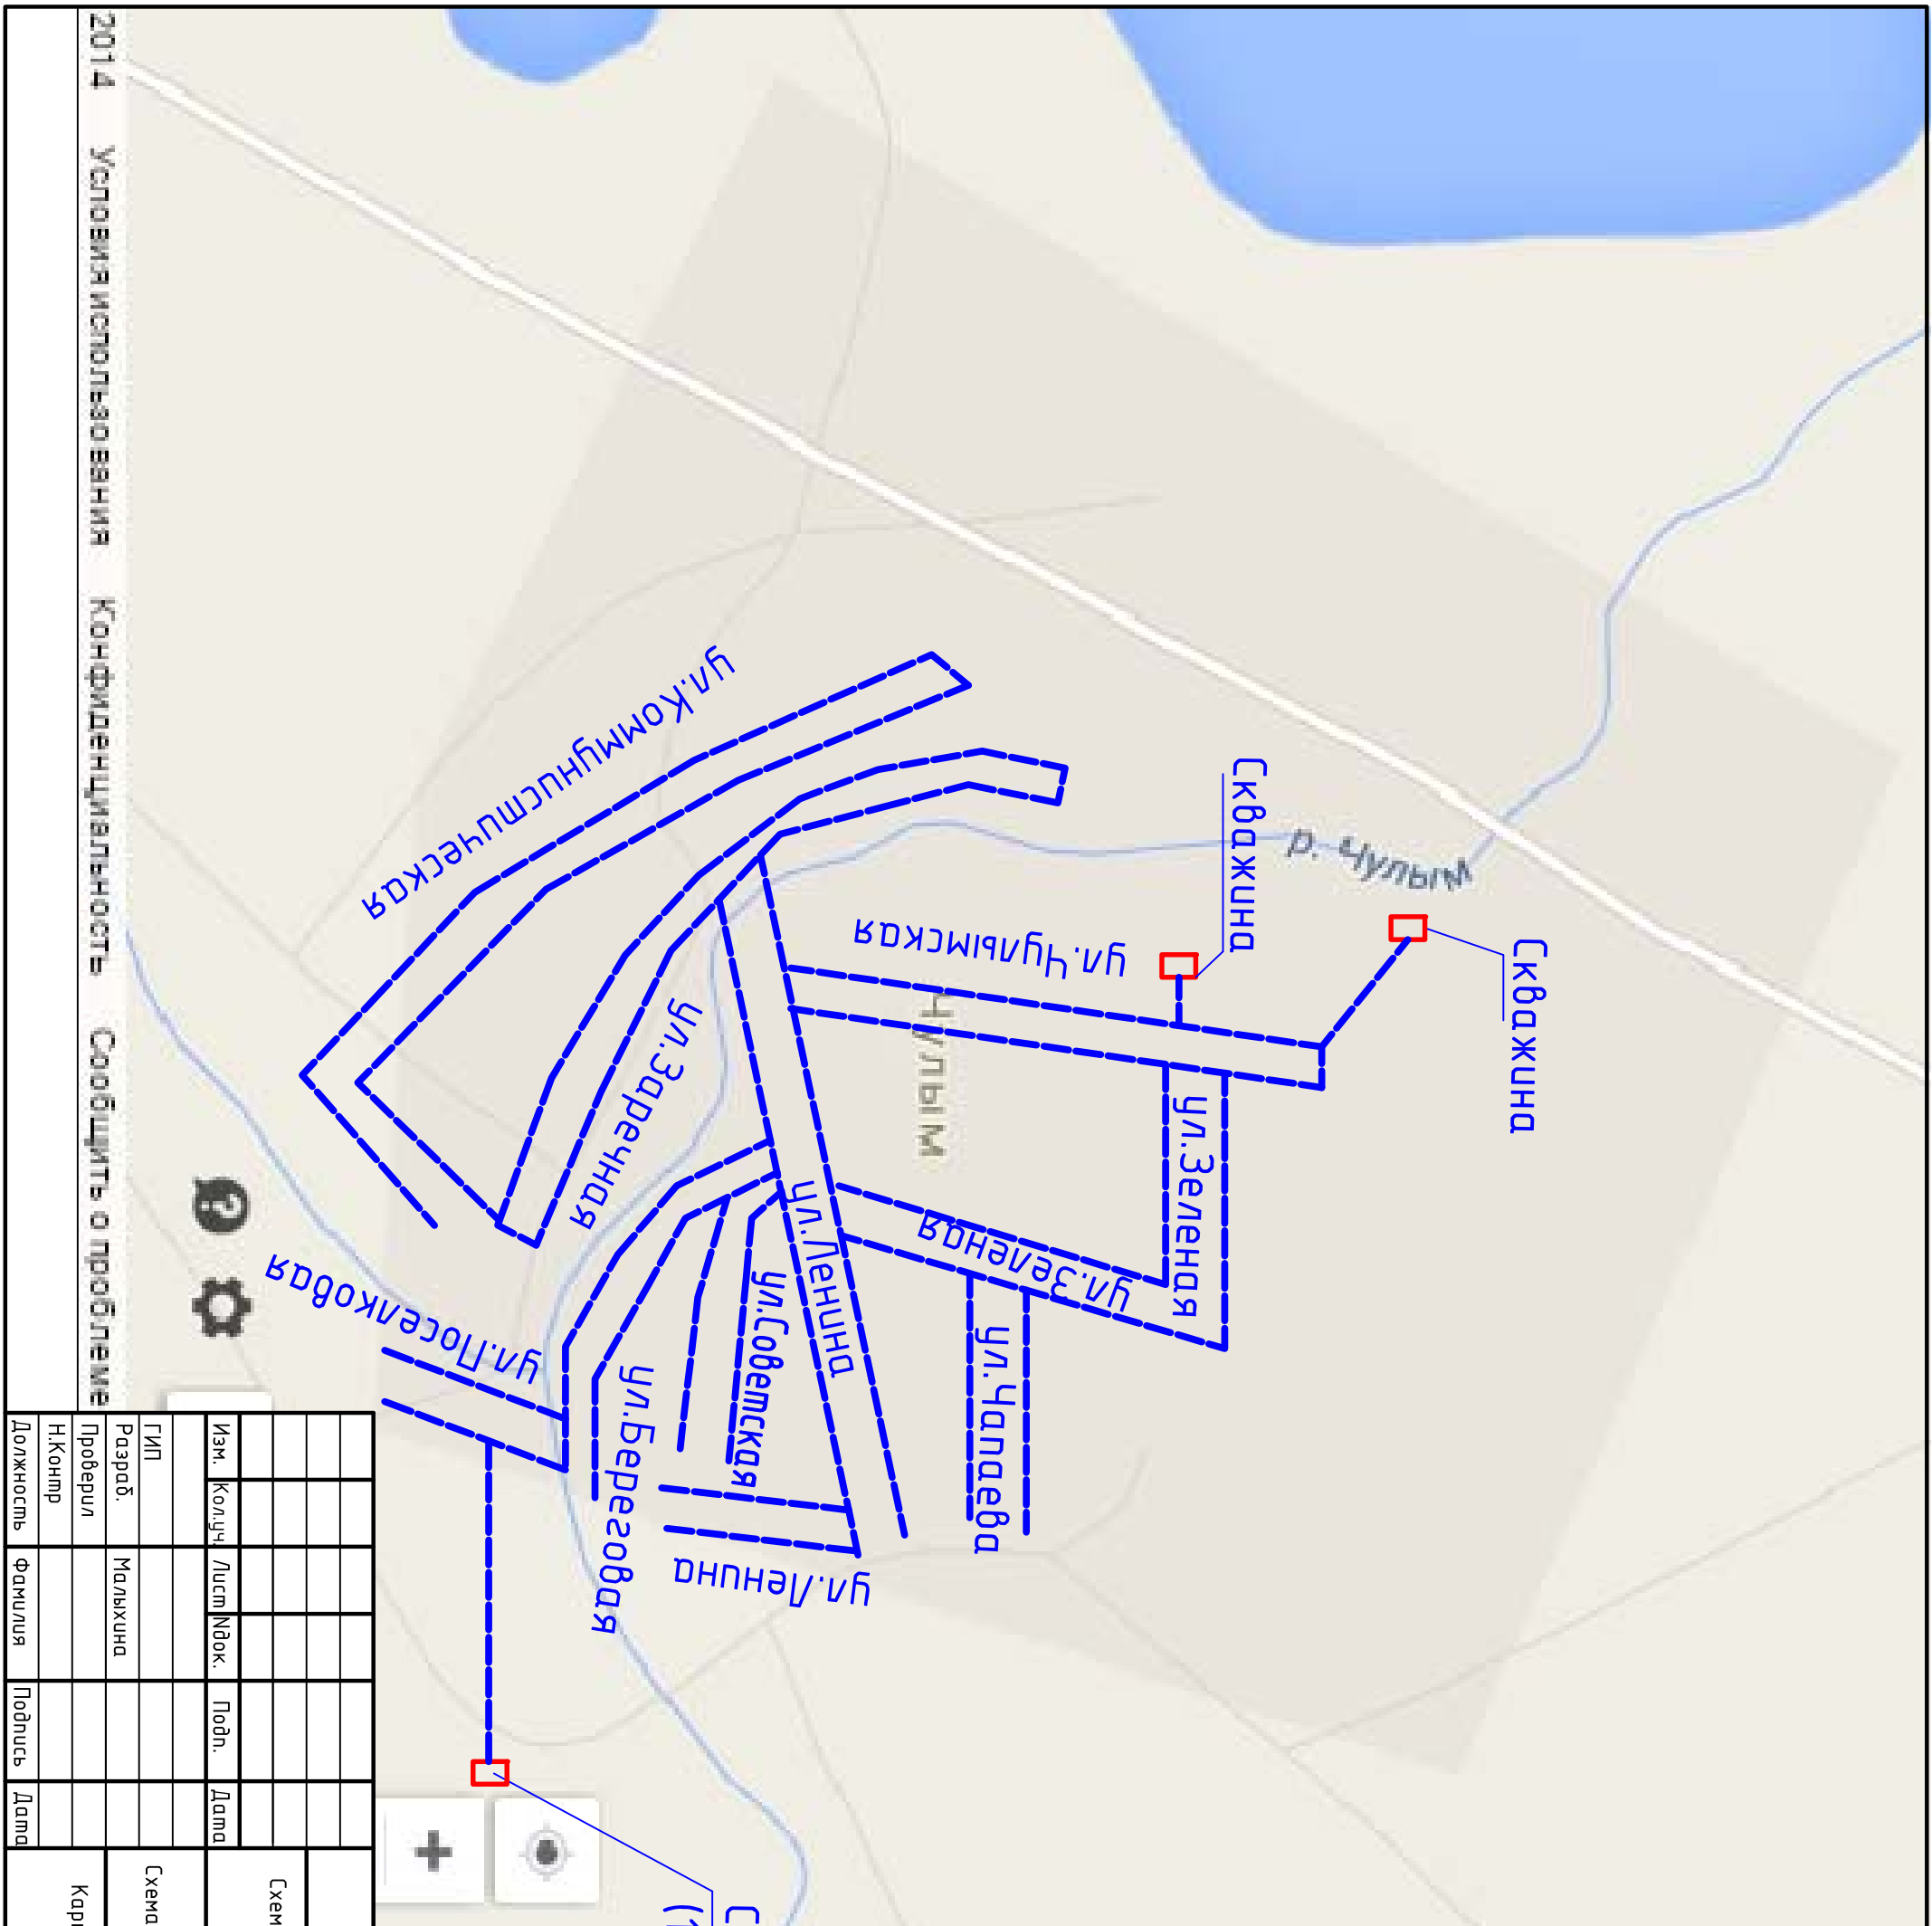 Скважина
Скважина
р. Чулым
ул.Чулымская
Чулым
ул.Зеленая
ул.Зеленая
ул.Чапаева
ул.Ленина
ул.Ленина
ул.Советская
ул.Береговая
ул.Заречная
ул.Коммунистическая
ул.Поселковая
2014 Условия использования Конфиденциальность Сообщить о проблеме
Изм. Кол.уч. Лист Nдок. Подп. Дата
ГИП
Разраб. Малыхина
Проверил
Н.Контр
Должность Фамилия Подпись Дата
Схема